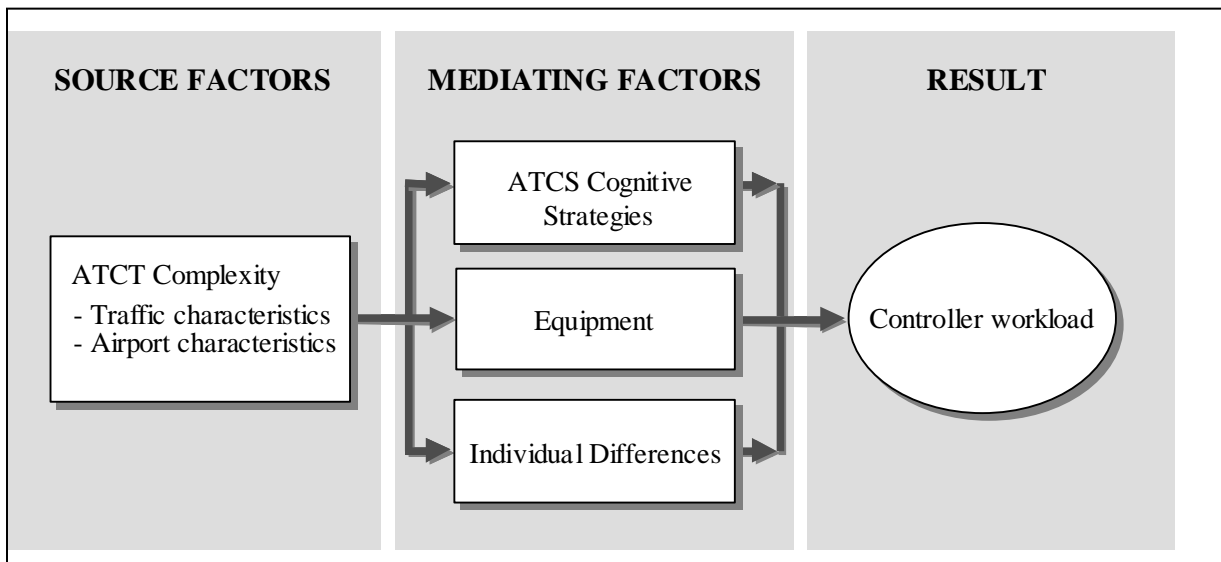 SOURCE FACTORS
ATCT Complexity
- Traffic characteristics
- Airport characteristics
MEDIATING FACTORS
ATCS Cognitive
Strategies
Equipment
Individual Differences
RESULT
Controller workload